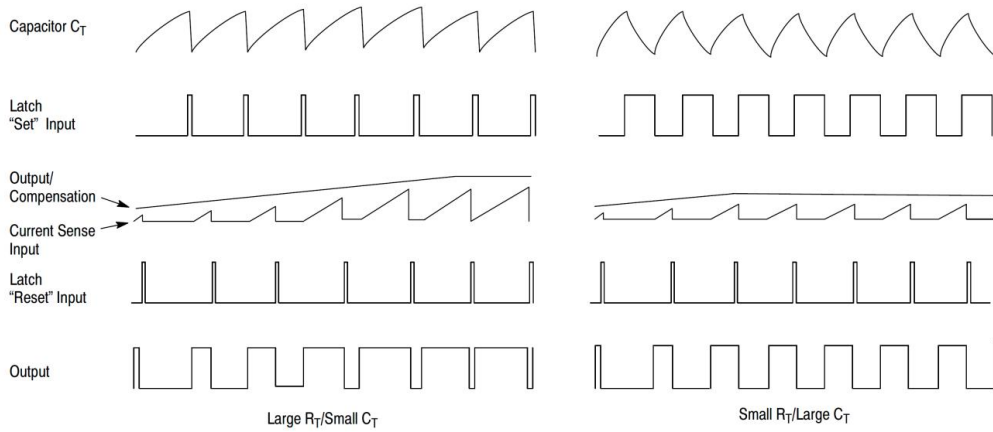 Capacitor CT
Latch
“Set” Input
Output/
Compensation
Current Sense
Input
Latch
“Reset” Input
Output
Large RT/Small CT
Small RT/Large CT